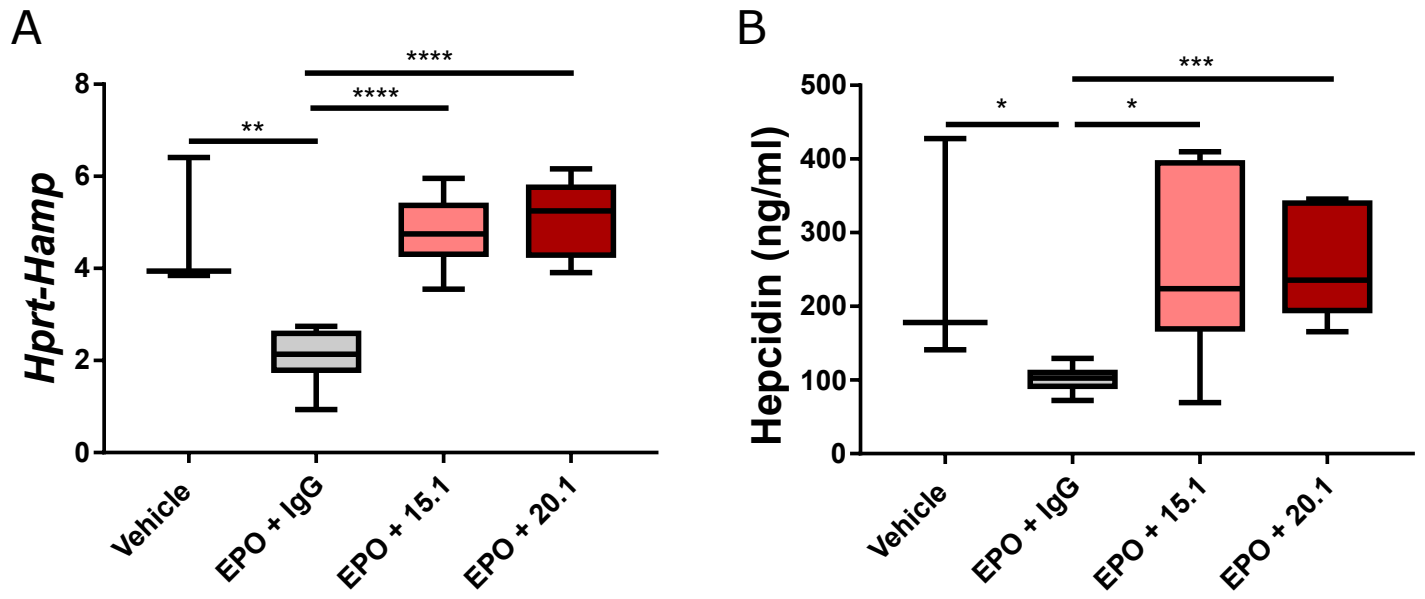 A
B
****
****
**
8
6
4
2
0
Hprt-Hamp
Vehicle
EPO + IgG
EPO + 15.1
EPO + 20.1
***
*
*
500
400
300
200
100
0
Hepcidin (ng/ml)
Vehicle
EPO + IgG
EPO + 15.1
EPO + 20.1